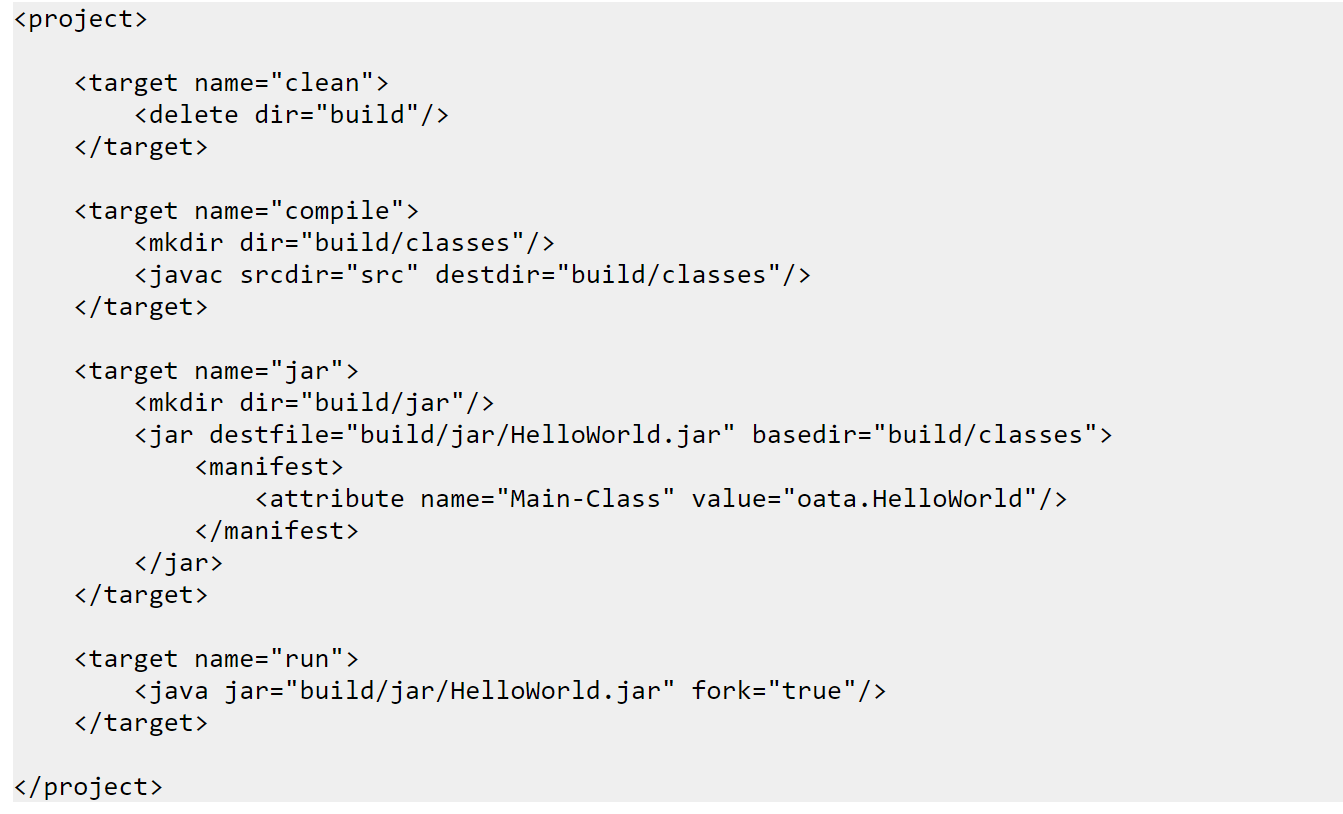 <project>

    <target name="clean">
        <delete dir="build"/>
    </target>

    <target name="compile">
        <mkdir dir="build/classes"/>
        <javac srcdir="src" destdir="build/classes"/>
    </target>

    <target name="jar">
        <mkdir dir="build/jar"/>
        <jar destfile="build/jar/HelloWorld.jar" basedir="build/classes">
            <manifest>
                <attribute name="Main-Class" value="oata.HelloWorld"/>
            </manifest>
        </jar>
    </target>

    <target name="run">
        <java jar="build/jar/HelloWorld.jar" fork="true"/>
    </target>

</project>